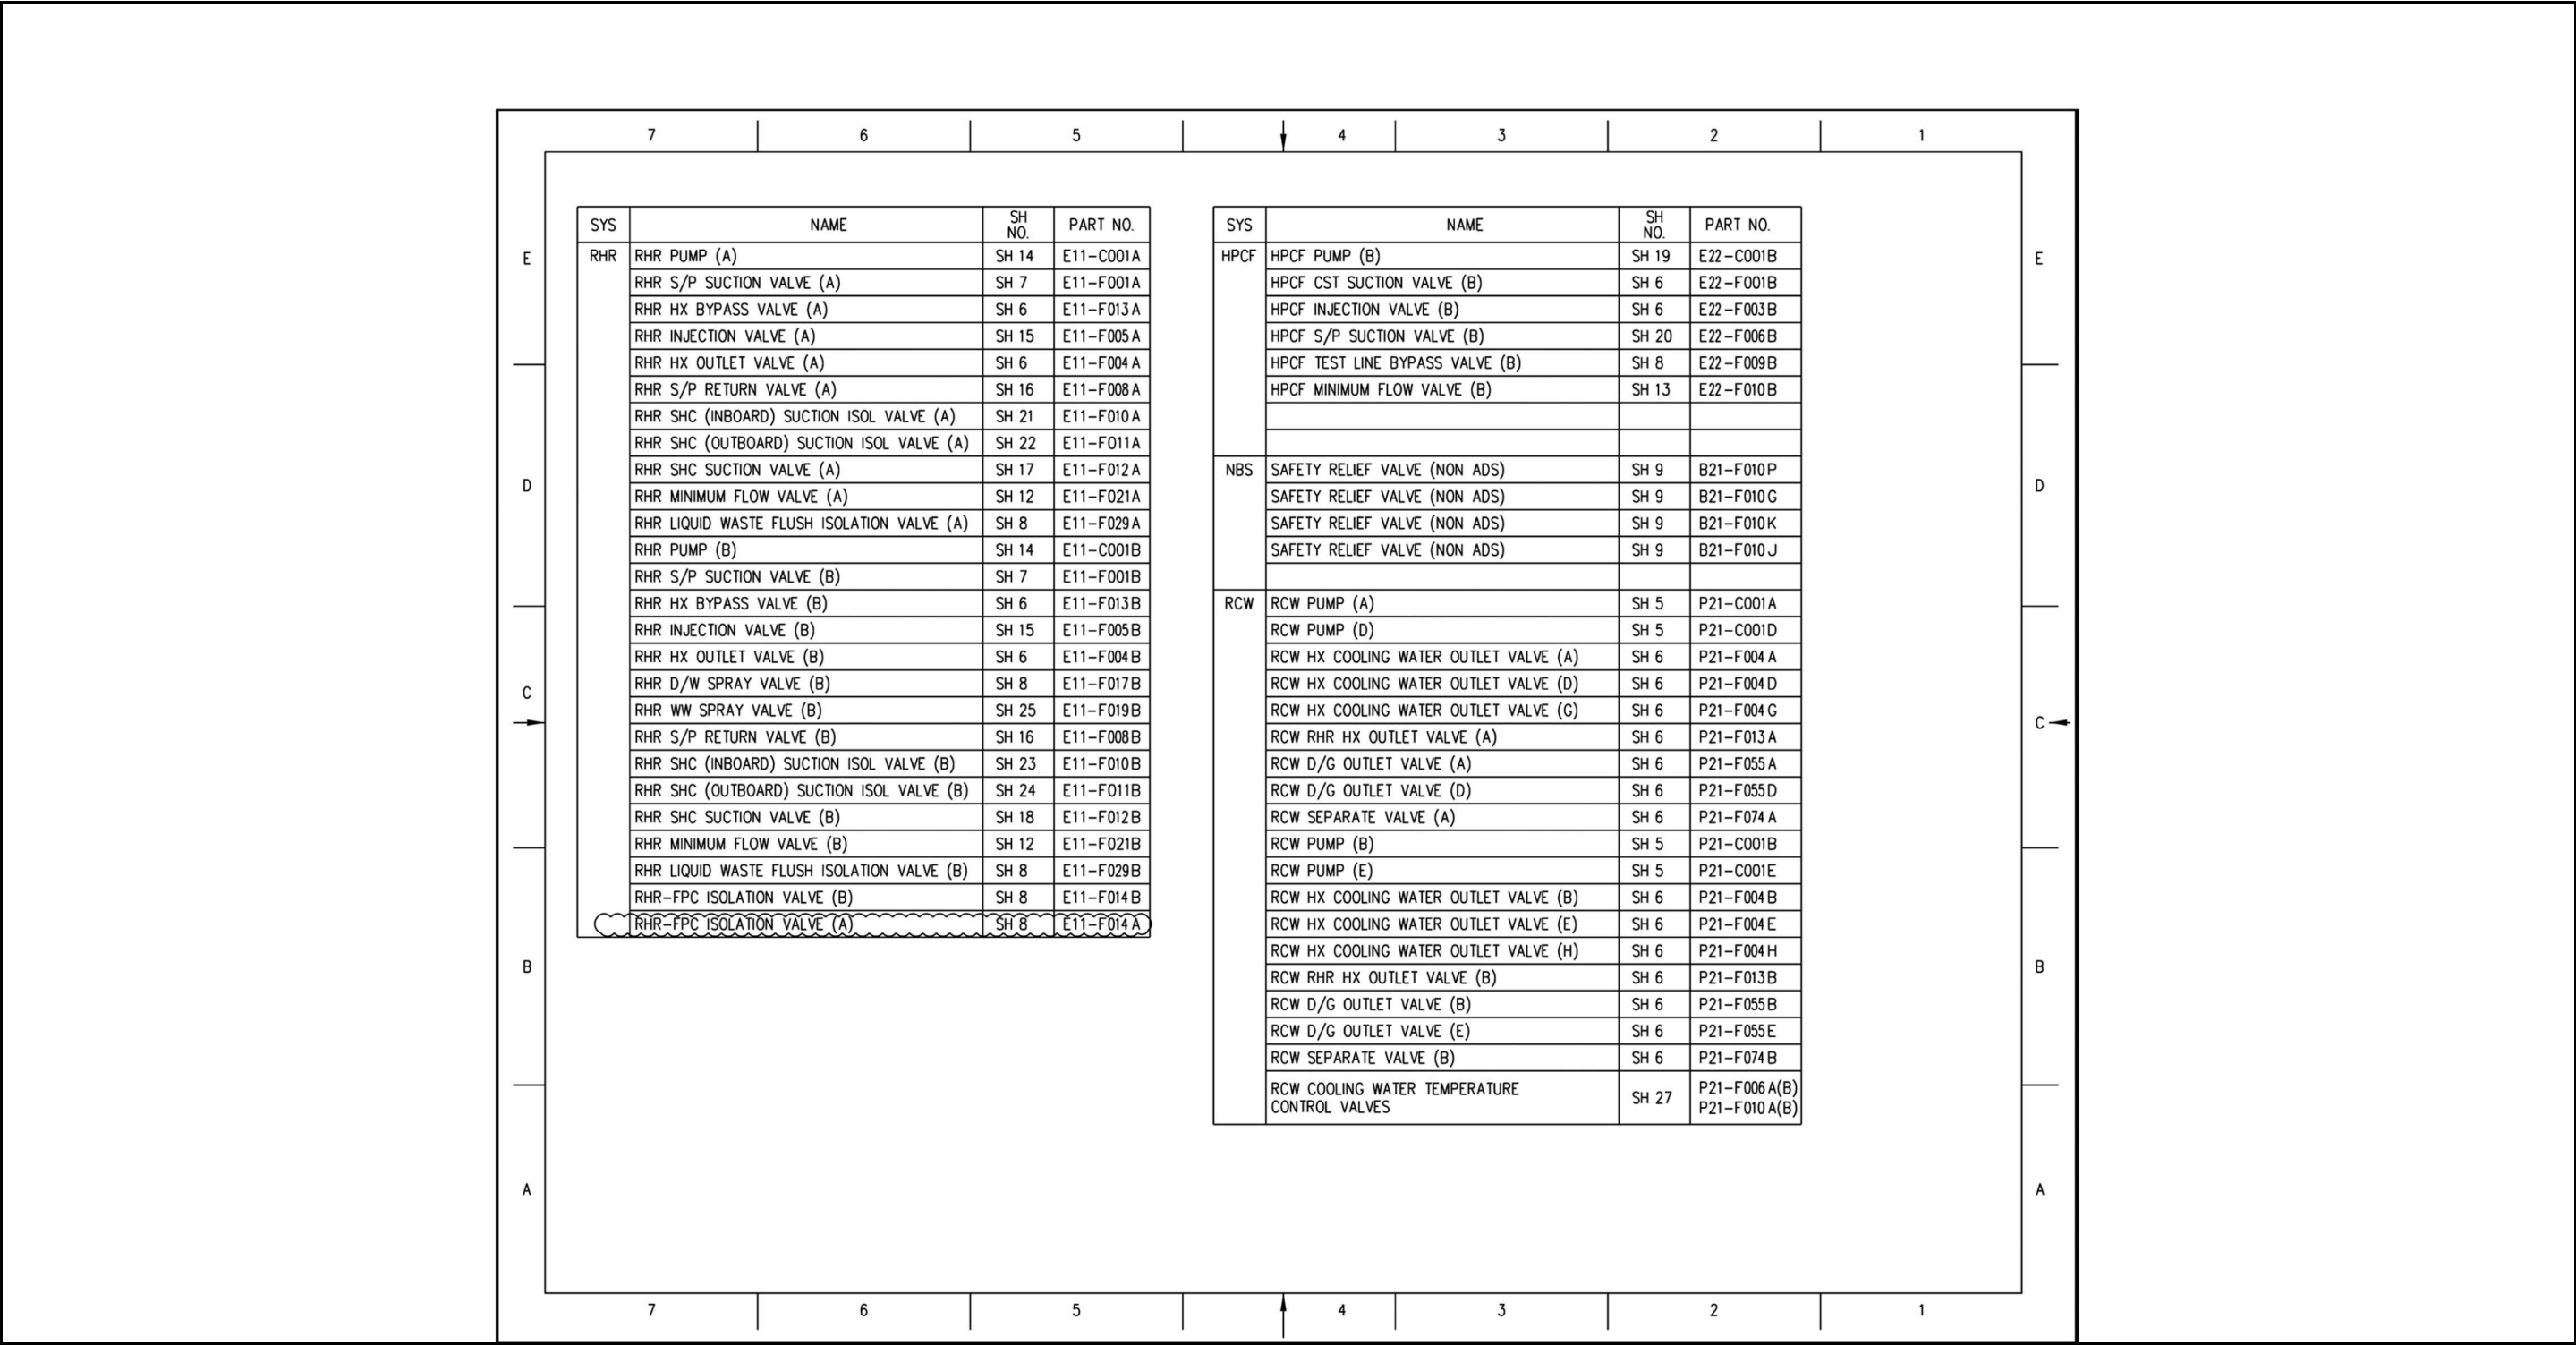 7 6 5 4 3 2 1
E
D
C
B
A
SYS NAME SH NO. PART NO.
RHR RHR PUMP (A) SH 14 E11-C001A
RHR S/P SUCTION VALVE (A) SH 7 E11-F001A
RHR HX BYPASS VALVE (A) SH 6 E11-F013A
RHR INJECTION VALVE (A) SH 15 E11-F005A
RHR HX OUTLET VALVE (A) SH 6 E11-F004A
RHR S/P RETURN VALVE (A) SH 16 E11-F008A
RHR SHC (INBOARD) SUCTION ISOL VALVE (A) SH 21 E11-F010A
RHR SHC (OUTBOARD) SUCTION ISOL VALVE (A) SH 22 E11-F011A
RHR SHC SUCTION VALVE (A) SH 17 E11-F012A
RHR MINIMUM FLOW VALVE (A) SH 12 E11-F021A
RHR LIQUID WASTE FLUSH ISOLATION VALVE (A) SH 8 E11-F029A
RHR PUMP (B) SH 14 E11-C001B
RHR S/P SUCTION VALVE (B) SH 7 E11-F001B
RHR HX BYPASS VALVE (B) SH 6 E11-F013B
RHR INJECTION VALVE (B) SH 15 E11-F005B
RHR HX OUTLET VALVE (B) SH 6 E11-F004B
RHR D/W SPRAY VALVE (B) SH 8 E11-F017B
RHR WW SPRAY VALVE (B) SH 25 E11-F019B
RHR S/P RETURN VALVE (B) SH 16 E11-F008B
RHR SHC (INBOARD) SUCTION ISOL VALVE (B) SH 23 E11-F010B
RHR SHC (OUTBOARD) SUCTION ISOL VALVE (B) SH 24 E11-F011B
RHR SHC SUCTION VALVE (B) SH 18 E11-F012B
RHR MINIMUM FLOW VALVE (B) SH 12 E11-F021B
RHR LIQUID WASTE FLUSH ISOLATION VALVE (B) SH 8 E11-F029B
RHR-FPC ISOLATION VALVE (B) SH 8 E11-F014B
RHR-FPC ISOLATION VALVE (A) SH 8 E11-F014A
SYS NAME SH NO. PART NO.
HPCF HPCF PUMP (B) SH 19 E22-C001B
HPCF CST SUCTION VALVE (B) SH 6 E22-F001B
HPCF INJECTION VALVE (B) SH 6 E22-F003B
HPCF S/P SUCTION VALVE (B) SH 20 E22-F006B
HPCF TEST LINE BYPASS VALVE (B) SH 8 E22-F009B
HPCF MINIMUM FLOW VALVE (B) SH 13 E22-F010B
NBS SAFETY RELIEF VALVE (NON ADS) SH 9 B21-F010P
SAFETY RELIEF VALVE (NON ADS) SH 9 B21-F010G
SAFETY RELIEF VALVE (NON ADS) SH 9 B21-F010K
SAFETY RELIEF VALVE (NON ADS) SH 9 B21-F010J
RCW RCW PUMP (A) SH 5 P21-C001A
RCW PUMP (D) SH 5 P21-C001D
RCW HX COOLING WATER OUTLET VALVE (A) SH 6 P21-F004A
RCW HX COOLING WATER OUTLET VALVE (D) SH 6 P21-F004D
RCW HX COOLING WATER OUTLET VALVE (G) SH 6 P21-F004G
RCW RHR HX OUTLET VALVE (A) SH 6 P21-F013A
RCW D/G OUTLET VALVE (A) SH 6 P21-F055A
RCW D/G OUTLET VALVE (D) SH 6 P21-F055D
RCW SEPARATE VALVE (A) SH 6 P21-F074A
RCW PUMP (B) SH 5 P21-C001B
RCW PUMP (E) SH 5 P21-C001E
RCW HX COOLING WATER OUTLET VALVE (B) SH 6 P21-F004B
RCW HX COOLING WATER OUTLET VALVE (E) SH 6 P21-F004E
RCW HX COOLING WATER OUTLET VALVE (H) SH 6 P21-F004H
RCW RHR HX OUTLET VALVE (B) SH 6 P21-F013B
RCW D/G OUTLET VALVE (B) SH 6 P21-F055B
RCW D/G OUTLET VALVE (E) SH 6 P21-F055E
RCW SEPARATE VALVE (B) SH 6 P21-F074B
RCW COOLING WATER TEMPERATURE CONTROL VALVES SH 27 P21-F006A(B) P21-F010A(B)
E
D
C
B
A
7 6 5 4 3 2 1